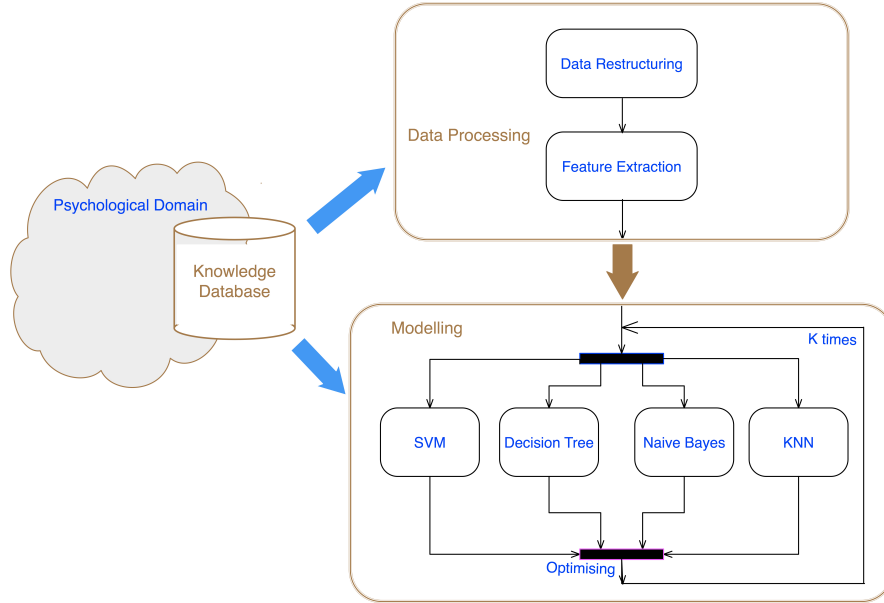 Data Restructuring
Data Processing
Feature Extraction
Psychological Domain
Knowledge
Database
Modelling
K times
SVM
Decision Tree
Naive Bayes
KNN
Optimising